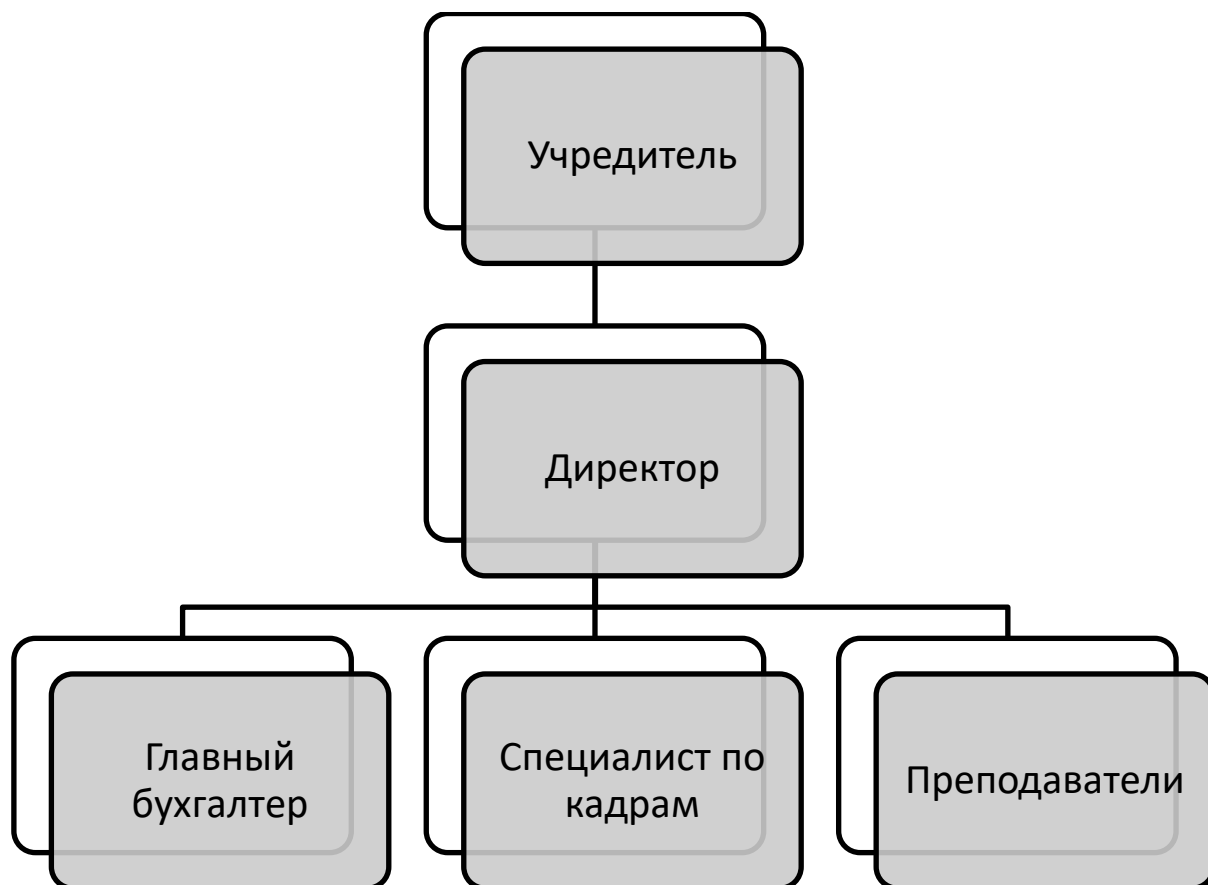 Учредитель
Директор
Главный
бухгалтер
Специалист по
кадрам
Преподаватели